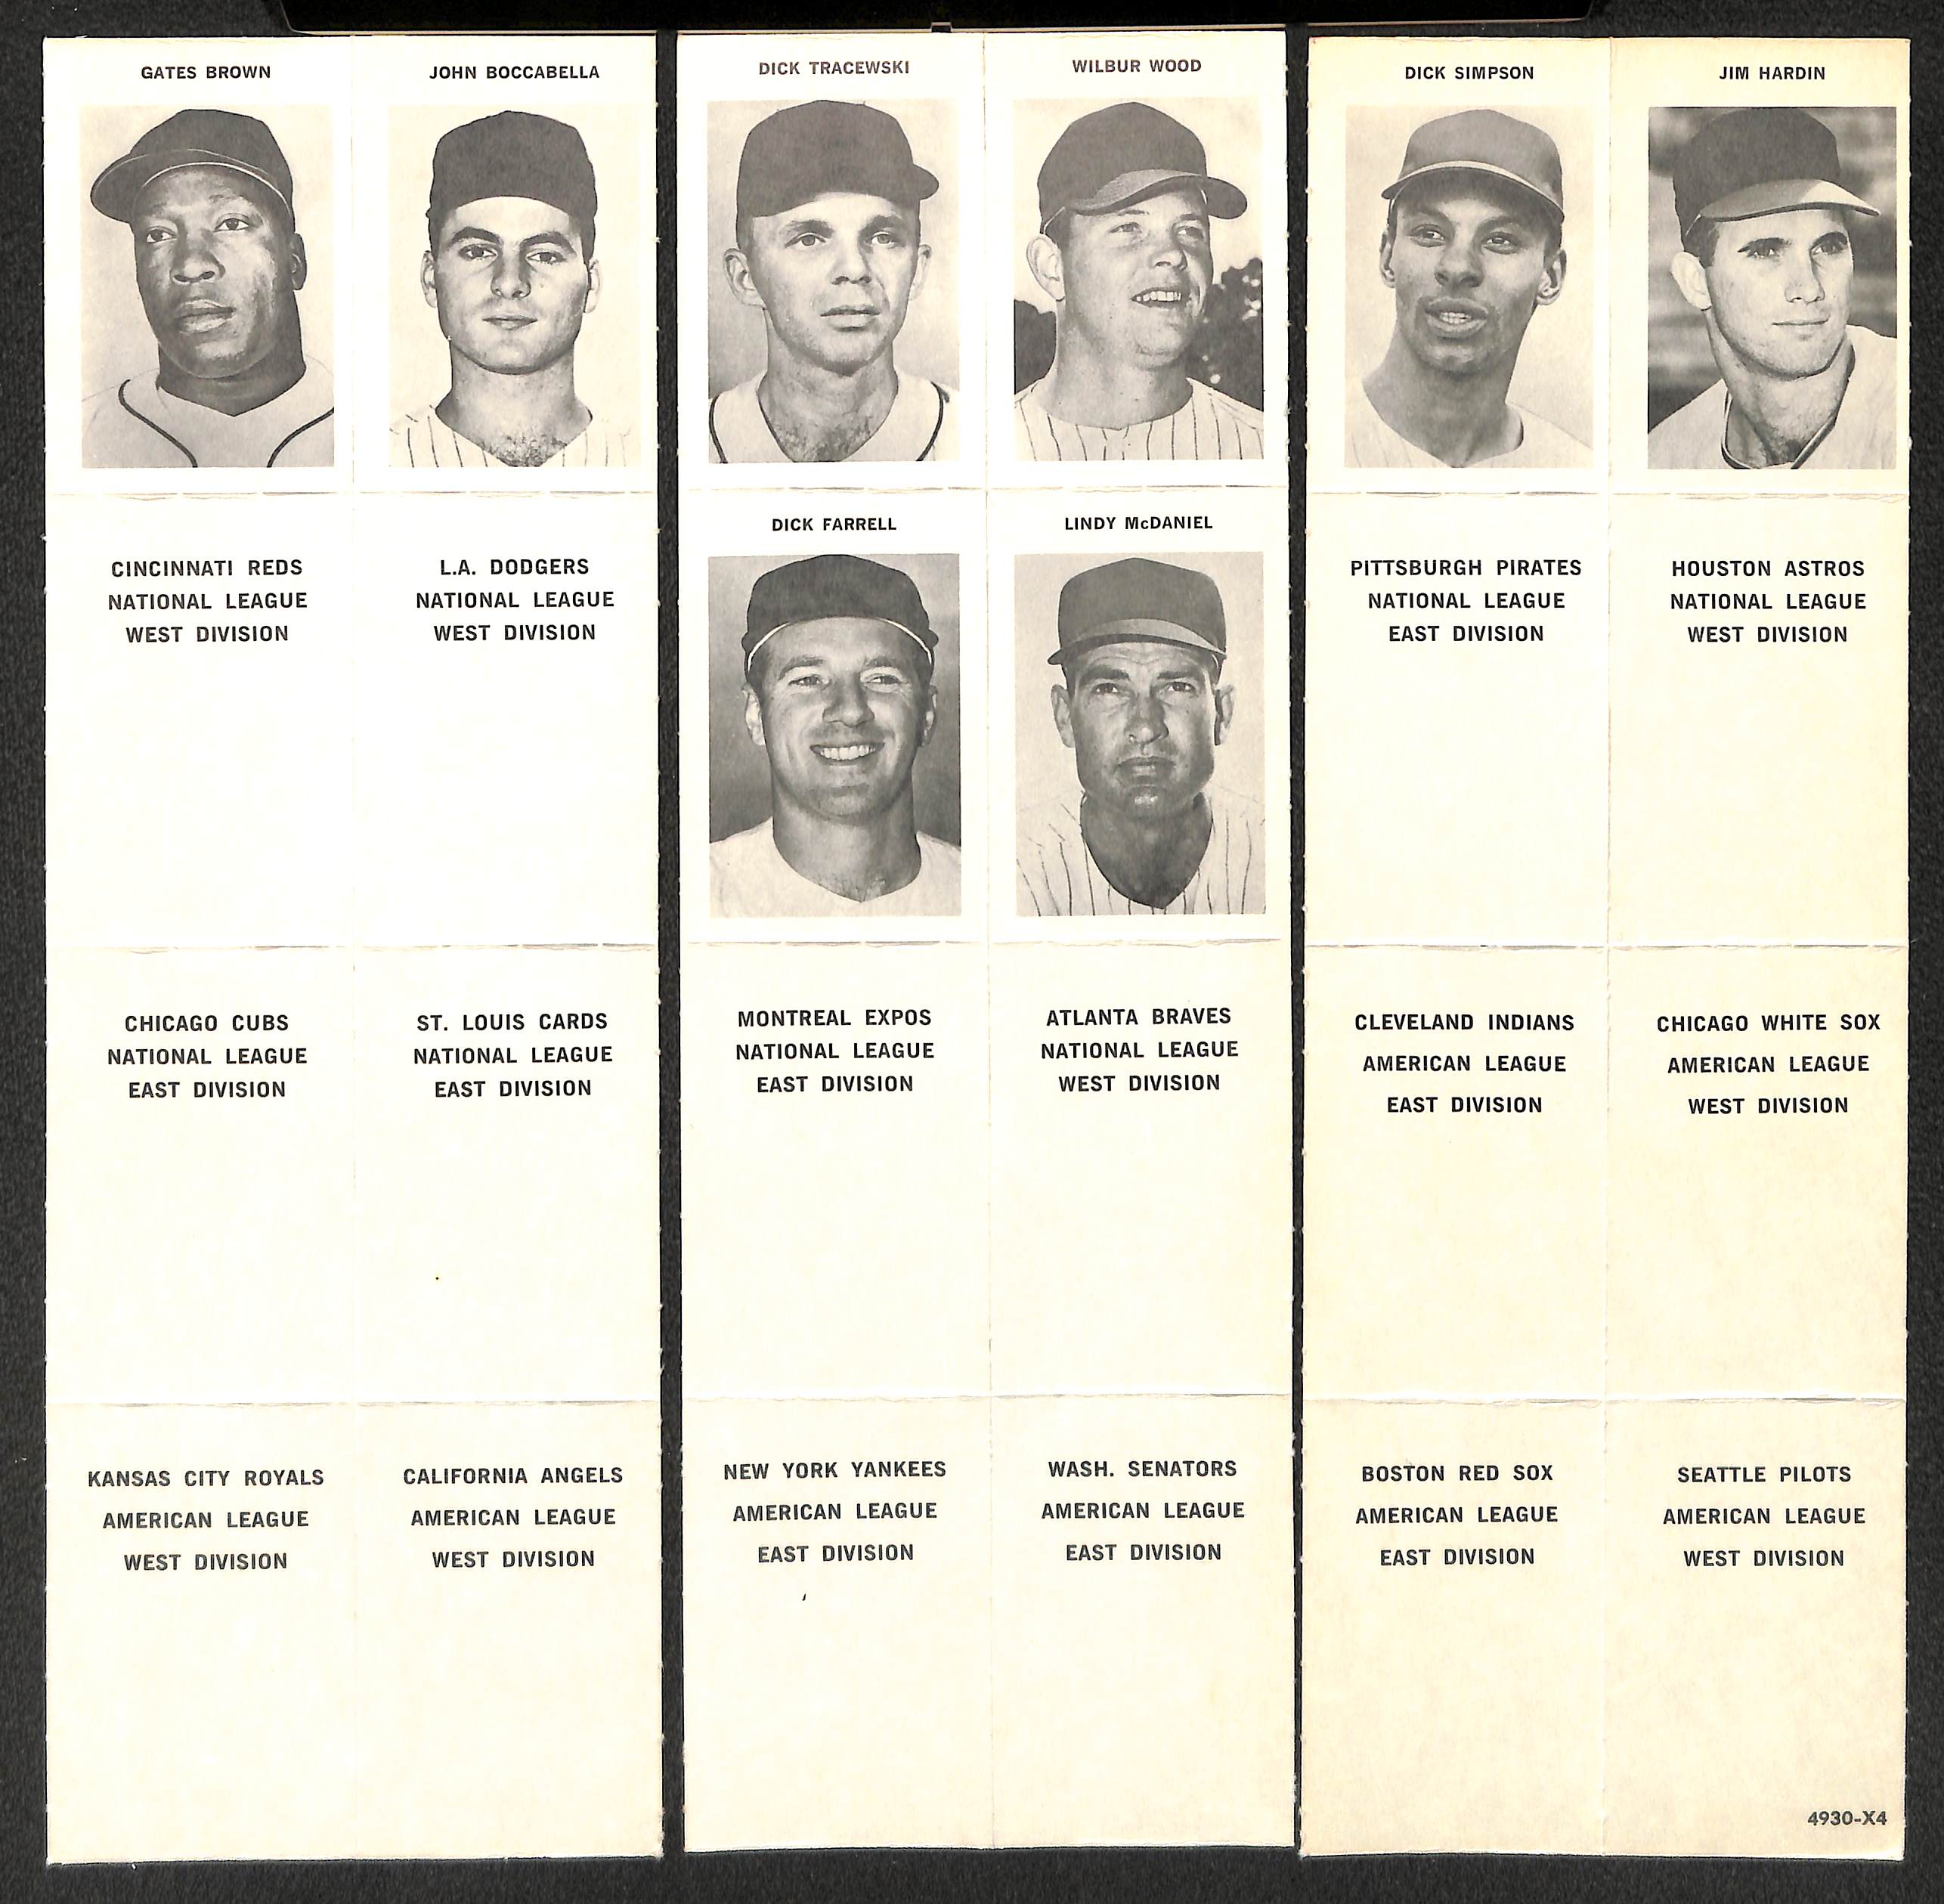 GATES BROWN
JOHN BOCCABELLA
CINCINNATI REDS
NATIONAL LEAGUE
WEST DIVISION
L.A. DODGERS
NATIONAL LEAGUE
WEST DIVISION
CHICAGO CUBS
NATIONAL LEAGUE
EAST DIVISION
ST. LOUIS CARDS
NATIONAL LEAGUE
EAST DIVISION
KANSAS CITY ROYALS
AMERICAN LEAGUE
WEST DIVISION
CALIFORNIA ANGELS
AMERICAN LEAGUE
WEST DIVISION
DICK TRACEWSKI
WILBUR WOOD
DICK FARRELL
LINDY McDANIEL
MONTREAL EXPOS
NATIONAL LEAGUE
EAST DIVISION
ATLANTA BRAVES
NATIONAL LEAGUE
WEST DIVISION
NEW YORK YANKEES
AMERICAN LEAGUE
EAST DIVISION
WASH. SENATORS
AMERICAN LEAGUE
EAST DIVISION
DICK SIMPSON
JIM HARDIN
PITTSBURGH PIRATES
NATIONAL LEAGUE
EAST DIVISION
HOUSTON ASTROS
NATIONAL LEAGUE
WEST DIVISION
CLEVELAND INDIANS
AMERICAN LEAGUE
EAST DIVISION
CHICAGO WHITE SOX
AMERICAN LEAGUE
WEST DIVISION
BOSTON RED SOX
AMERICAN LEAGUE
EAST DIVISION
SEATTLE PILOTS
AMERICAN LEAGUE
WEST DIVISION
4930-X4